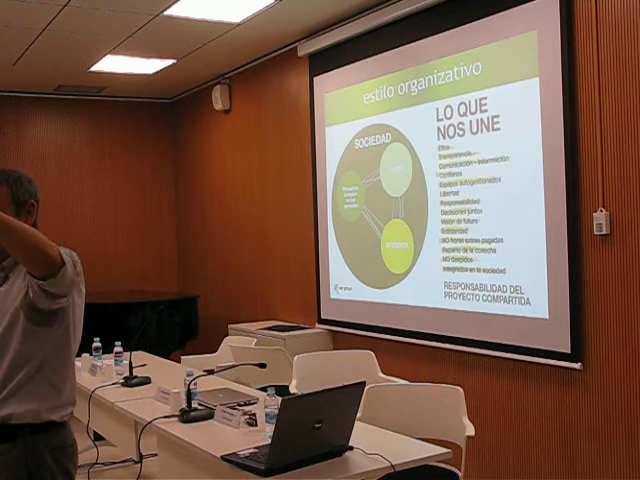 estilo organizativo
LO QUE
NOS UNE
SOCIEDAD
Ética
Transparencia
Comunicación - Información
Confianza
Equipos autogestionados
Libertad
Responsabilidad
Decisiones juntos
Visión de futuro
Solidaridad
NO horas extras pagadas
Reparto de la cosecha
NO despidos
Integrados en la sociedad
RESPONSABILIDAD DEL
PROYECTO COMPARTIDA